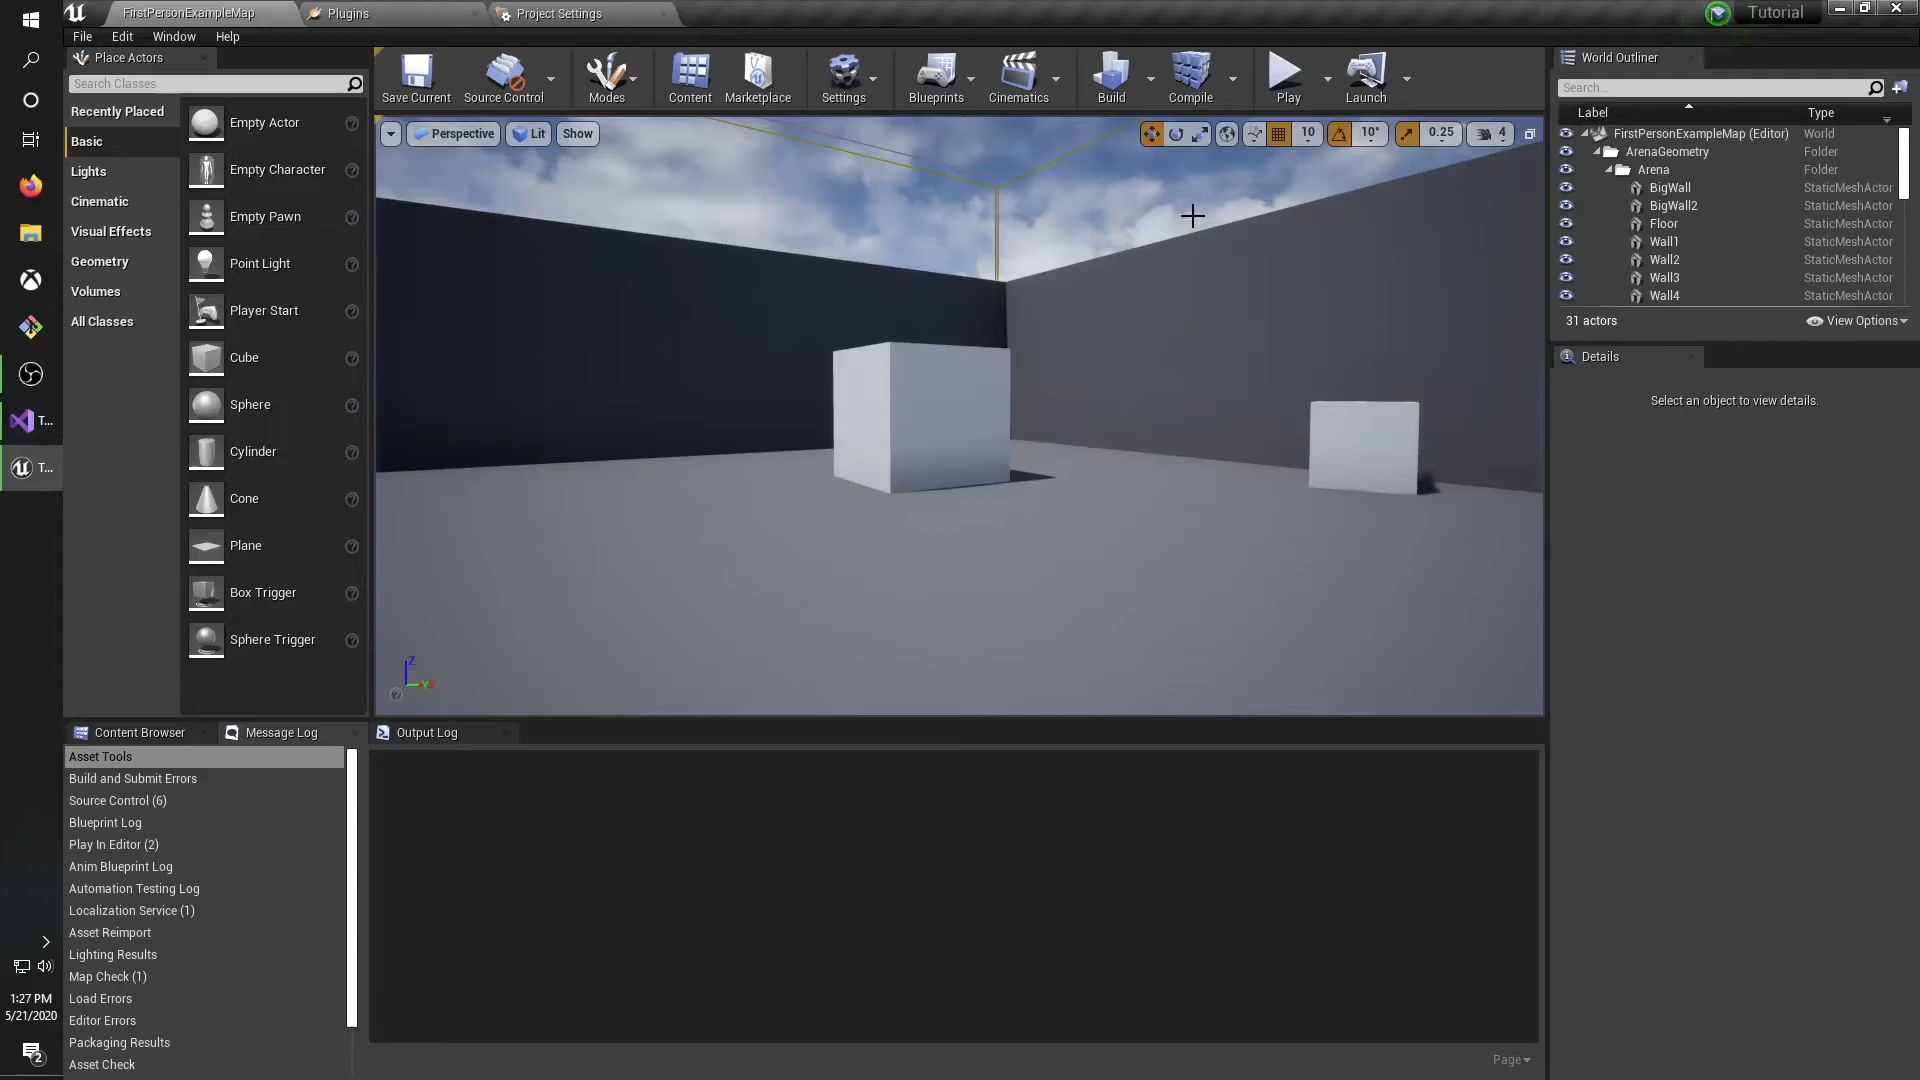 FirstPersonExampleMap
Plugins
Project Settings
Tutorial
File Edit Window Help
Place Actors
Search Classes
Recently Placed
Basic
Lights
Cinematic
Visual Effects
Geometry
Volumes
All Classes
Empty Actor
Empty Character
Empty Pawn
Point Light
Player Start
Cube
Sphere
Cylinder
Cone
Plane
Box Trigger
Sphere Trigger
Save Current
Source Control
Modes
Content
Marketplace
Settings
Blueprints
Cinematics
Build
Compile
Play
Launch
Perspective
Lit
Show
10
10°
0.25
4
Z
World Outliner
Search...
Label Type
FirstPersonExampleMap (Editor) World
ArenaGeometry Folder
Arena Folder
BigWall StaticMeshActor
BigWall2 StaticMeshActor
Floor StaticMeshActor
Wall1 StaticMeshActor
Wall2 StaticMeshActor
Wall3 StaticMeshActor
Wall4 StaticMeshActor
31 actors
View Options
Details
Select an object to view details.
Content Browser
Message Log
Output Log
Asset Tools
Build and Submit Errors
Source Control (6)
Blueprint Log
Play In Editor (2)
Anim Blueprint Log
Automation Testing Log
Localization Service (1)
Asset Reimport
Lighting Results
Map Check (1)
Load Errors
Editor Errors
Packaging Results
Asset Check
Page
T...
T...
1:27 PM
5/21/2020
2